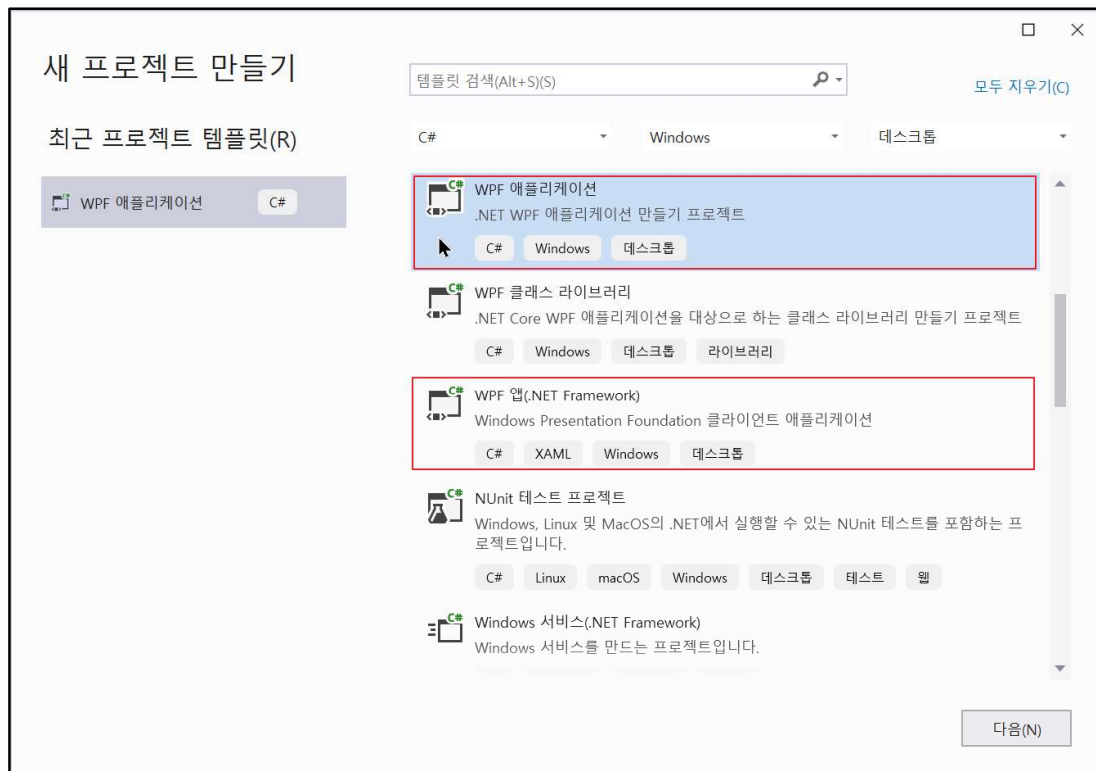 새 프로젝트 만들기
템플릿 검색(Alt+S)(S)
모두 지우기(C)
최근 프로젝트 템플릿(R)
C#
Windows
데스크톱
WPF 애플리케이션
C#
C#
WPF 애플리케이션
.NET WPF 애플리케이션 만들기 프로젝트
C#
Windows
데스크톱
C#
WPF 클래스 라이브러리
.NET Core WPF 애플리케이션을 대상으로 하는 클래스 라이브러리 만들기 프로젝트
C#
Windows
데스크톱
라이브러리
C#
WPF 앱(.NET Framework)
Windows Presentation Foundation 클라이언트 애플리케이션
C#
XAML
Windows
데스크톱
C#
NUnit 테스트 프로젝트
Windows, Linux 및 MacOS의 .NET에서 실행할 수 있는 NUnit 테스트를 포함하는 프
로젝트입니다.
C#
Linux
macOS
Windows
데스크톱
테스트
웹
C#
Windows 서비스(.NET Framework)
Windows 서비스를 만드는 프로젝트입니다.
다음(N)